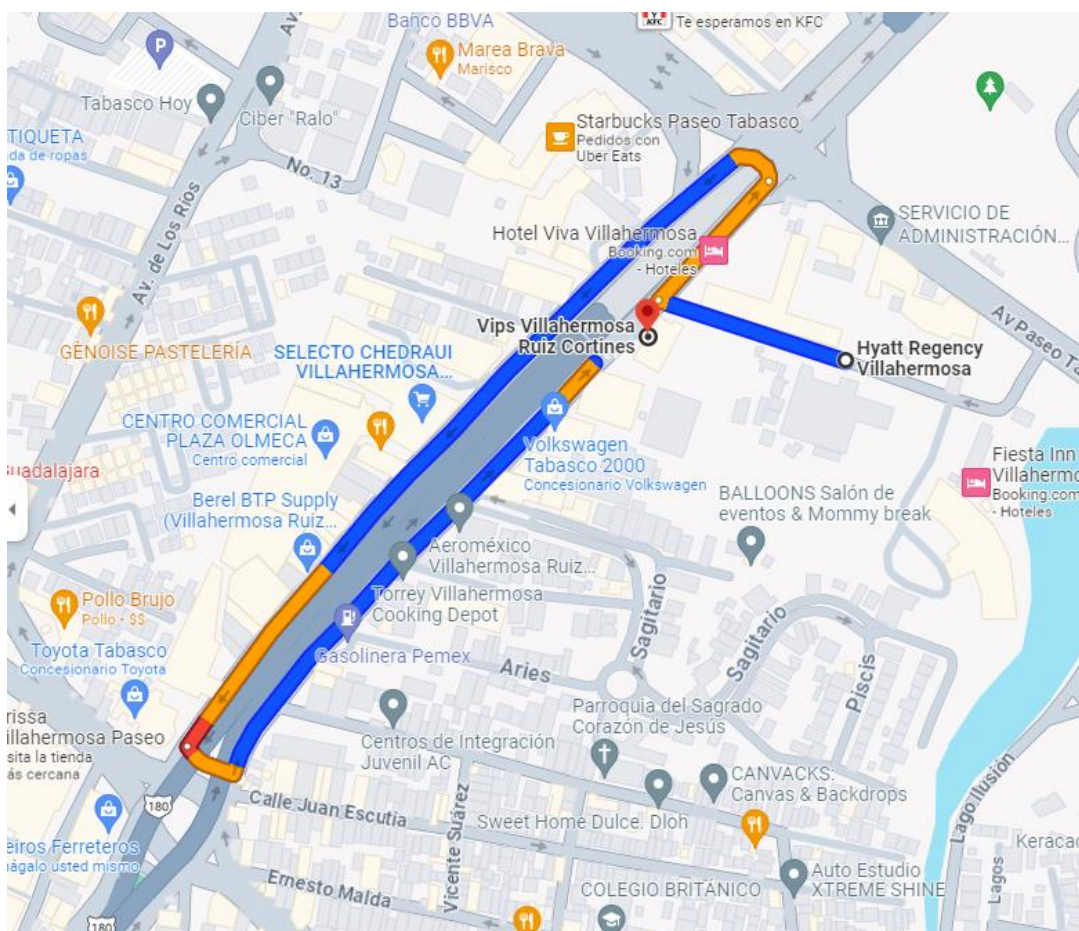 Te esperamos en KFC
KFC
Banco BBVA
Marea Brava
Marisco
P
Tabasco Hoy
Ciber "Ralo"
Starbucks Paseo Tabasco
Pedidos con
Uber Eats
TIQUETA
da de ropas
No. 13
Av. de Los Ríos
SERVICIO DE
ADMINISTRACIÓN...
Hotel Viva Villahermosa
Booking.com
- Hoteles
Av Paseo Ta
Vips Villahermosa
Ruiz Cortines
Hyatt Regency
Villahermosa
GÉNOISE PASTELERÍA
SELECTO CHEDRAUI
VILLAHERMOSA...
CENTRO COMERCIAL
PLAZA OLMECA
Centro comercial
Volkswagen
Tabasco 2000
Concesionario Volkswagen
Guadalajara
Fiesta Inn
Villahermo
Booking.com
- Hoteles
Berel BTP Supply
(Villahermosa Ruiz...
BALLOONS Salón de
eventos & Mommy break
Aeroméxico
Villahermosa Ruiz...
Torrey Villahermosa
Cooking Depot
Pollo Brujo
Pollo · $$
Sagitario
Sagitario
Piscis
Gasolinera Pemex
Aries
Toyota Tabasco
Concesionario Toyota
Parroquia del Sagrado
Corazón de Jesús
rissa
illahermosa Paseo
isita la tienda
ás cercana
Centros de Integración
Juvenil AC
CANVACKS:
Canvas & Backdrops
180
Calle Juan Escutia
Vicente Suárez
Sweet Home Dulce. Dloh
Lago Ilusión
Lagos
Keracad
eiros Ferreteros
nágalo usted mismo
Ernesto Malda
COLEGIO BRITÁNICO
Auto Estudio
XTREME SHINE
180